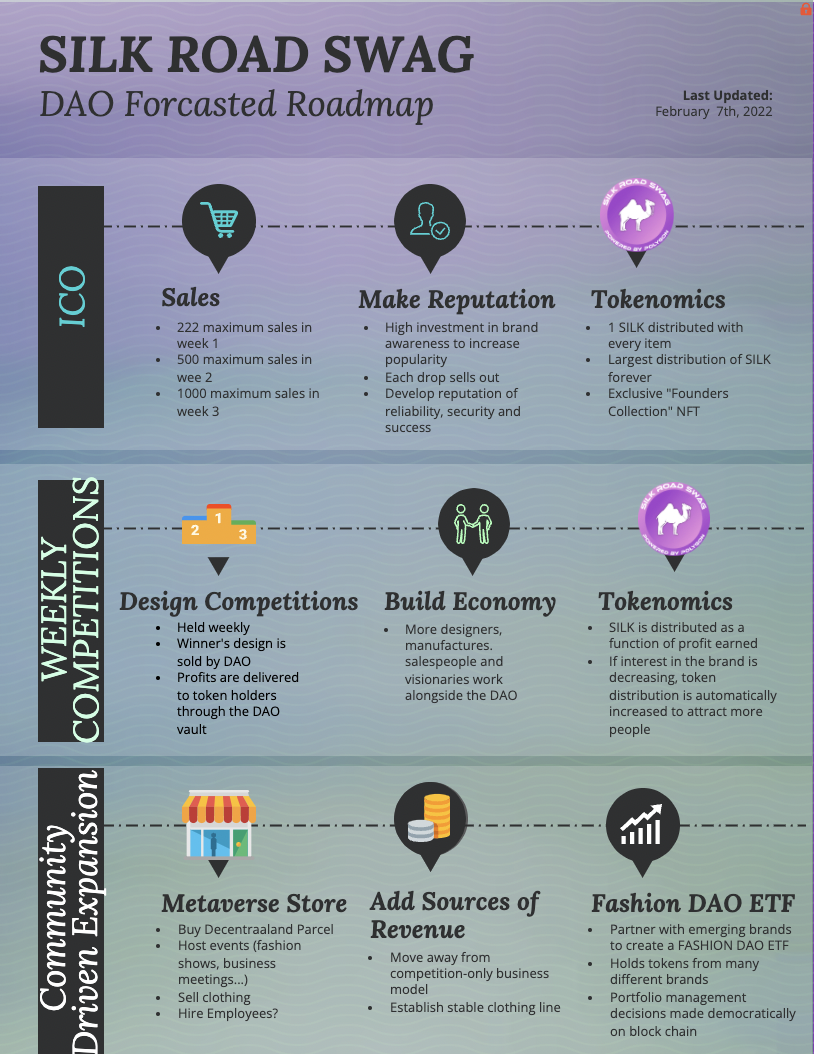 SILK ROAD SWAG
DAO Forcasted Roadmap
Last Updated:
February 7th, 2022
ICO
SILK ROAD SWAG
POWERED BY POLYGON
Sales
222 maximum sales in
week 1
500 maximum sales in
wee 2
1000 maximum sales in
week 3
Make Reputation
High investment in brand
awareness to increase
popularity
Each drop sells out
Develop reputation of
reliability, security and
success
Tokenomics
1 SILK distributed with
every item
Largest distribution of SILK
forever
Exclusive "Founders
Collection" NFT
WEEKLY
COMPETITIONS
2 1 3
SILK ROAD SWAG
POWERED BY POLYGON
Design Competitions
Held weekly
Winner's design is
sold by DAO
Profits are delivered
to token holders
through the DAO
vault
Build Economy
More designers,
manufactures.
salespeople and
visionaries work
alongside the DAO
Tokenomics
SILK is distributed as a
function of profit earned
If interest in the brand is
decreasing, token
distribution is automatically
increased to attract more
people
Community
Driven Expansion
Metaverse Store
Buy Decentraaland Parcel
Host events (fashion
shows, business
meetings...)
Sell clothing
Hire Employees?
Add Sources of
Revenue
Move away from
competition-only business
model
Establish stable clothing line
Fashion DAO ETF
Partner with emerging brands
to create a FASHION DAO ETF
Holds tokens from many
different brands
Portfolio management
decisions made democratically
on block chain